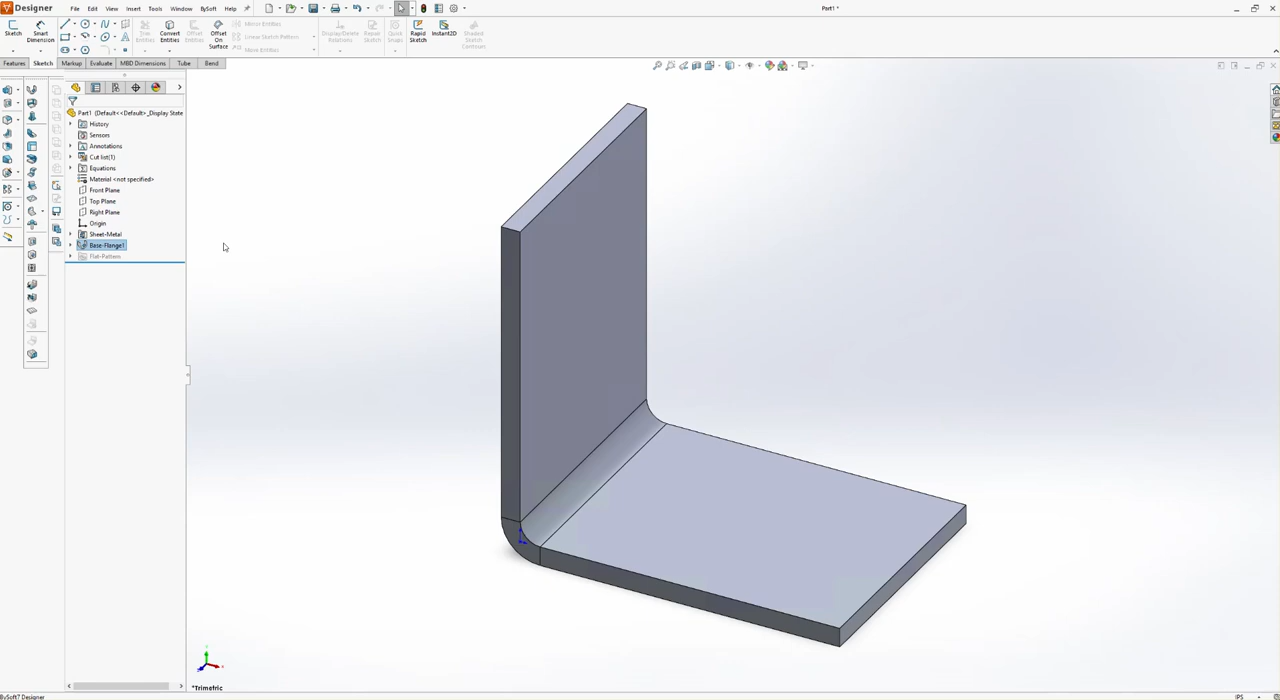 Designer File Edit View Insert Tools Window BySoft Help Part1 *
Sketch Smart Dimension Trim Entities Convert Entities Offset Entities Offset On Surface Mirror Entities Linear Sketch Pattern Move Entities Display/Delete Relations Repair Sketch Quick Snaps Rapid Sketch Instant2D Shaded Sketch Contours
Features Sketch Markup Evaluate MBD Dimensions Tube Bend
Part1 (Default<<Default>_Display State
History
Sensors
Annotations
Cut list(1)
Equations
Material <not specified>
Front Plane
Top Plane
Right Plane
Origin
Sheet-Metal
Base-Flange1
Flat-Pattern
*Trimetric
BySoft7 Designer IPS